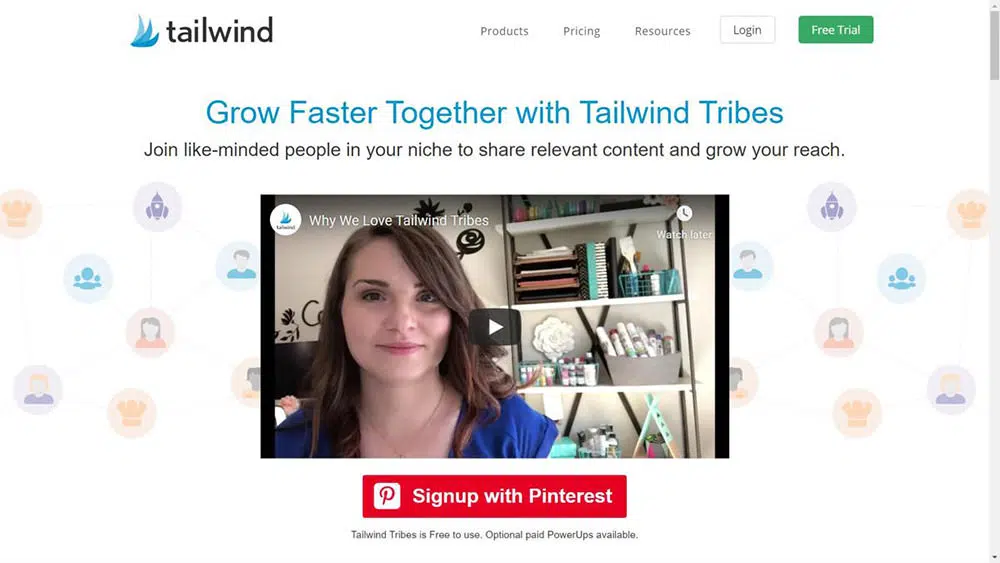 tailwind
Products Pricing Resources Login Free Trial
Grow Faster Together with Tailwind Tribes
Join like-minded people in your niche to share relevant content and grow your reach.
tailwind
Why We Love Tailwind Tribes
Watch later
Signup with Pinterest
Tailwind Tribes is Free to use. Optional paid PowerUps available.